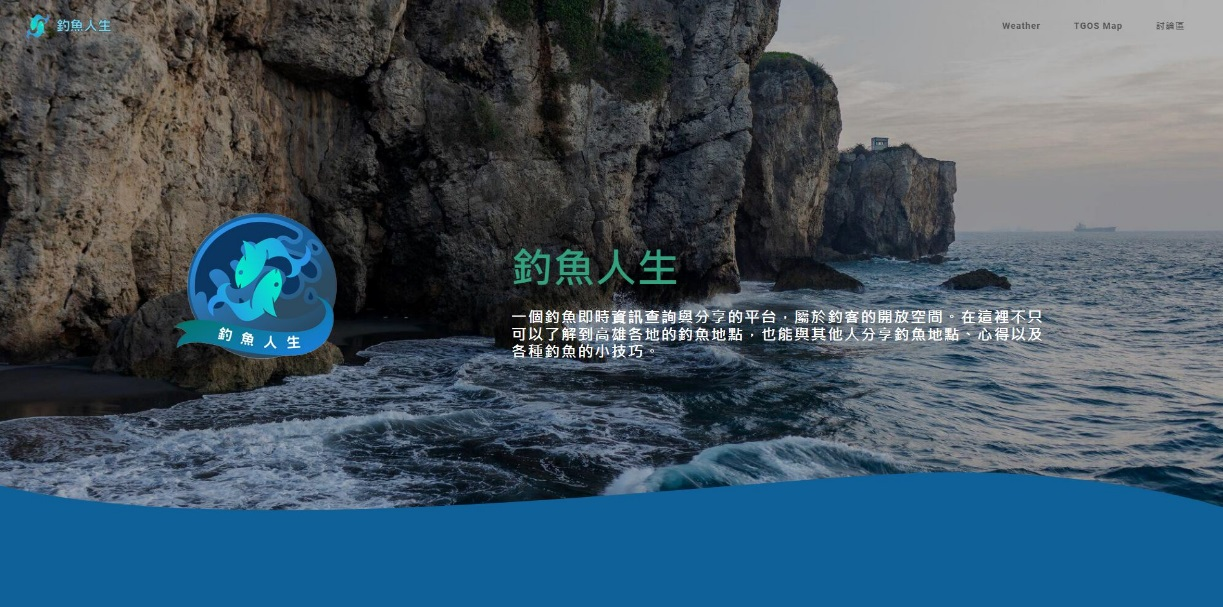 釣魚人生
Weather
TGOS Map
討論區
釣魚人生
釣魚人生
一個釣魚即時資訊查詢與分享的平台，屬於釣客的開放空間。在這裡不只
可以了解到高雄各地的釣魚地點，也能與其他人分享釣魚地點、心得以及
各種釣魚的小技巧。